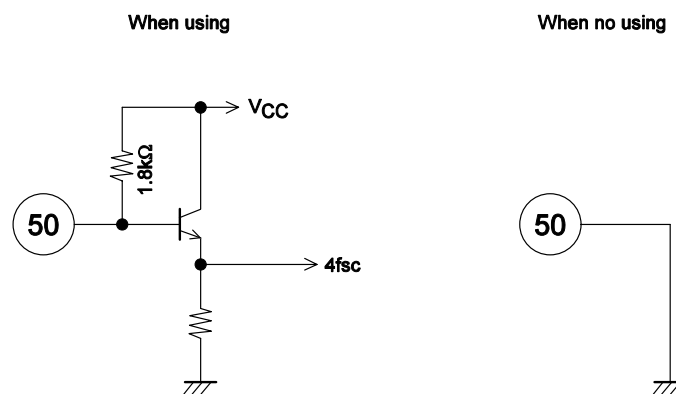 When using
When no using
VCC
1.8kΩ
50
50
4fsc